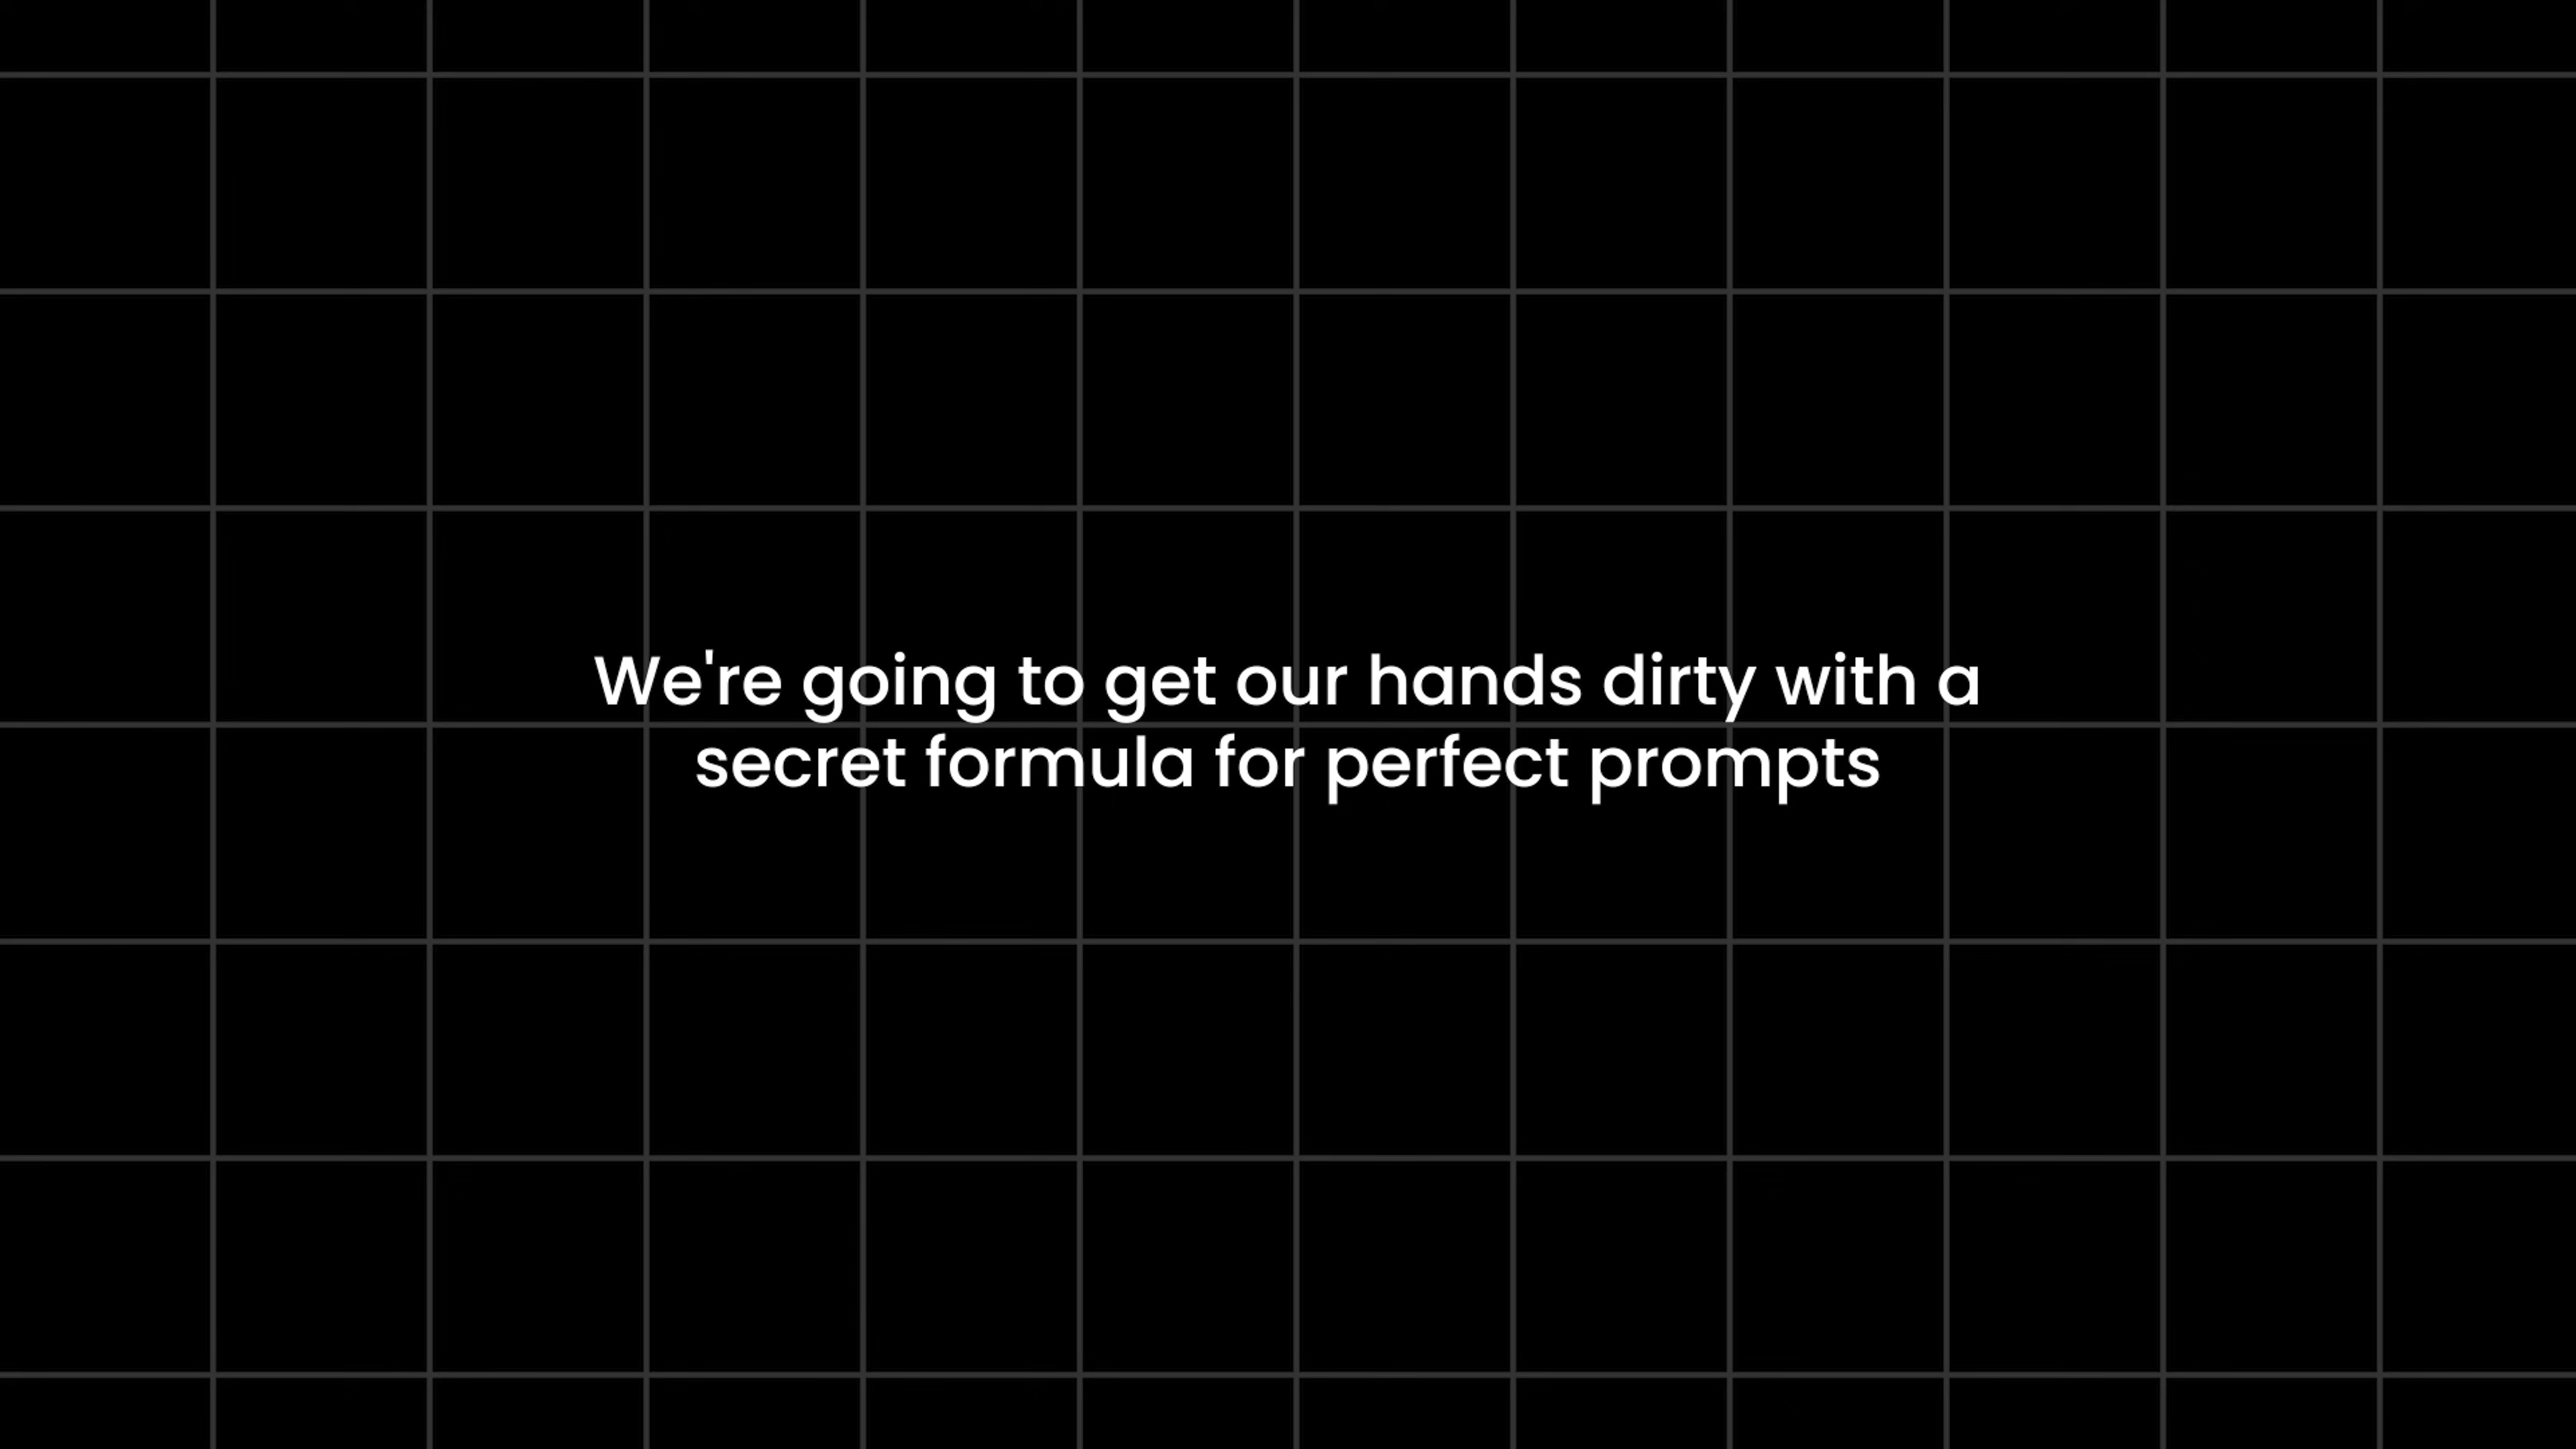 We're going to get our hands dirty with a
secret formula for perfect prompts